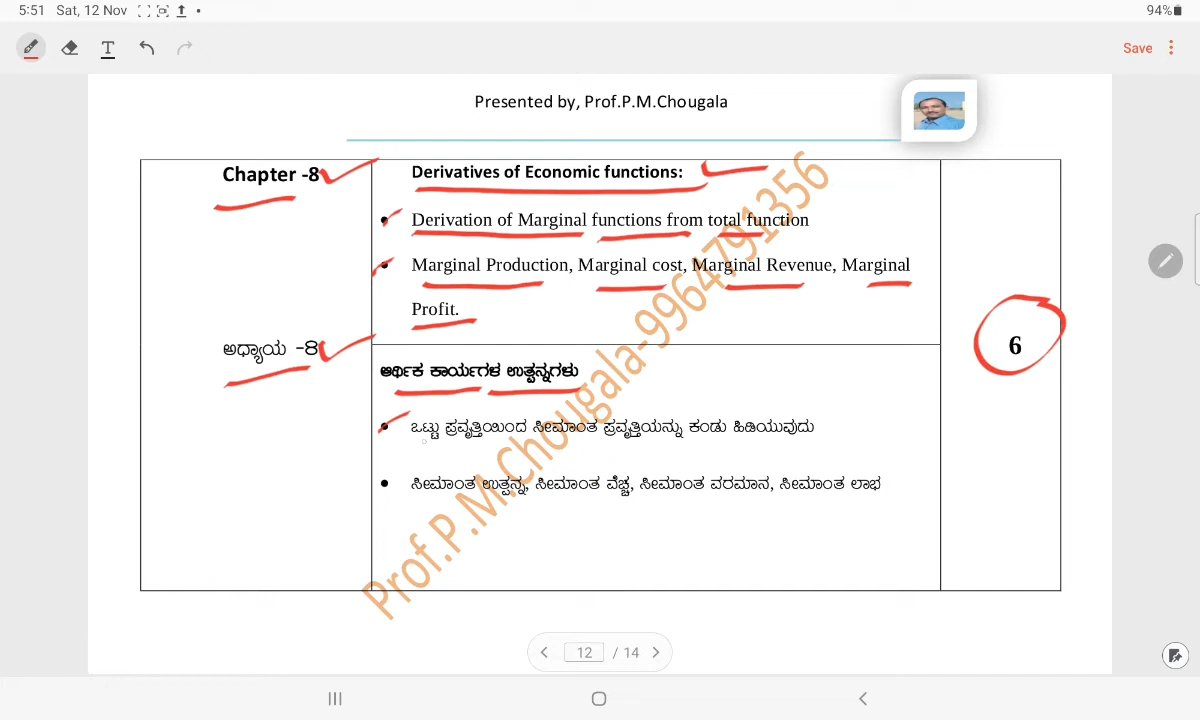 5:51 Sat, 12 Nov
94%
T
Save
Presented by, Prof.P.M.Chougala
Chapter -8
Derivatives of Economic functions:
• Derivation of Marginal functions from total function
• Marginal Production, Marginal cost, Marginal Revenue, Marginal
Profit.
6
ಅಧ್ಯಾಯ -8
ಆರ್ಥಿಕ ಕಾರ್ಯಗಳ ಉತ್ಪನ್ನಗಳು
• ಒಟ್ಟು ಪ್ರವೃತ್ತಿಯಿಂದ ಸೀಮಾಂತ ಪ್ರವೃತ್ತಿಯನ್ನು ಕಂಡು ಹಿಡಿಯುವುದು
• ಸೀಮಾಂತ ಉತ್ಪನ್ನ, ಸೀಮಾಂತ ವೆಚ್ಚ, ಸೀಮಾಂತ ವರಮಾನ, ಸೀಮಾಂತ ಲಾಭ
Prof.P.M.Chougala-9964791356
12 / 14